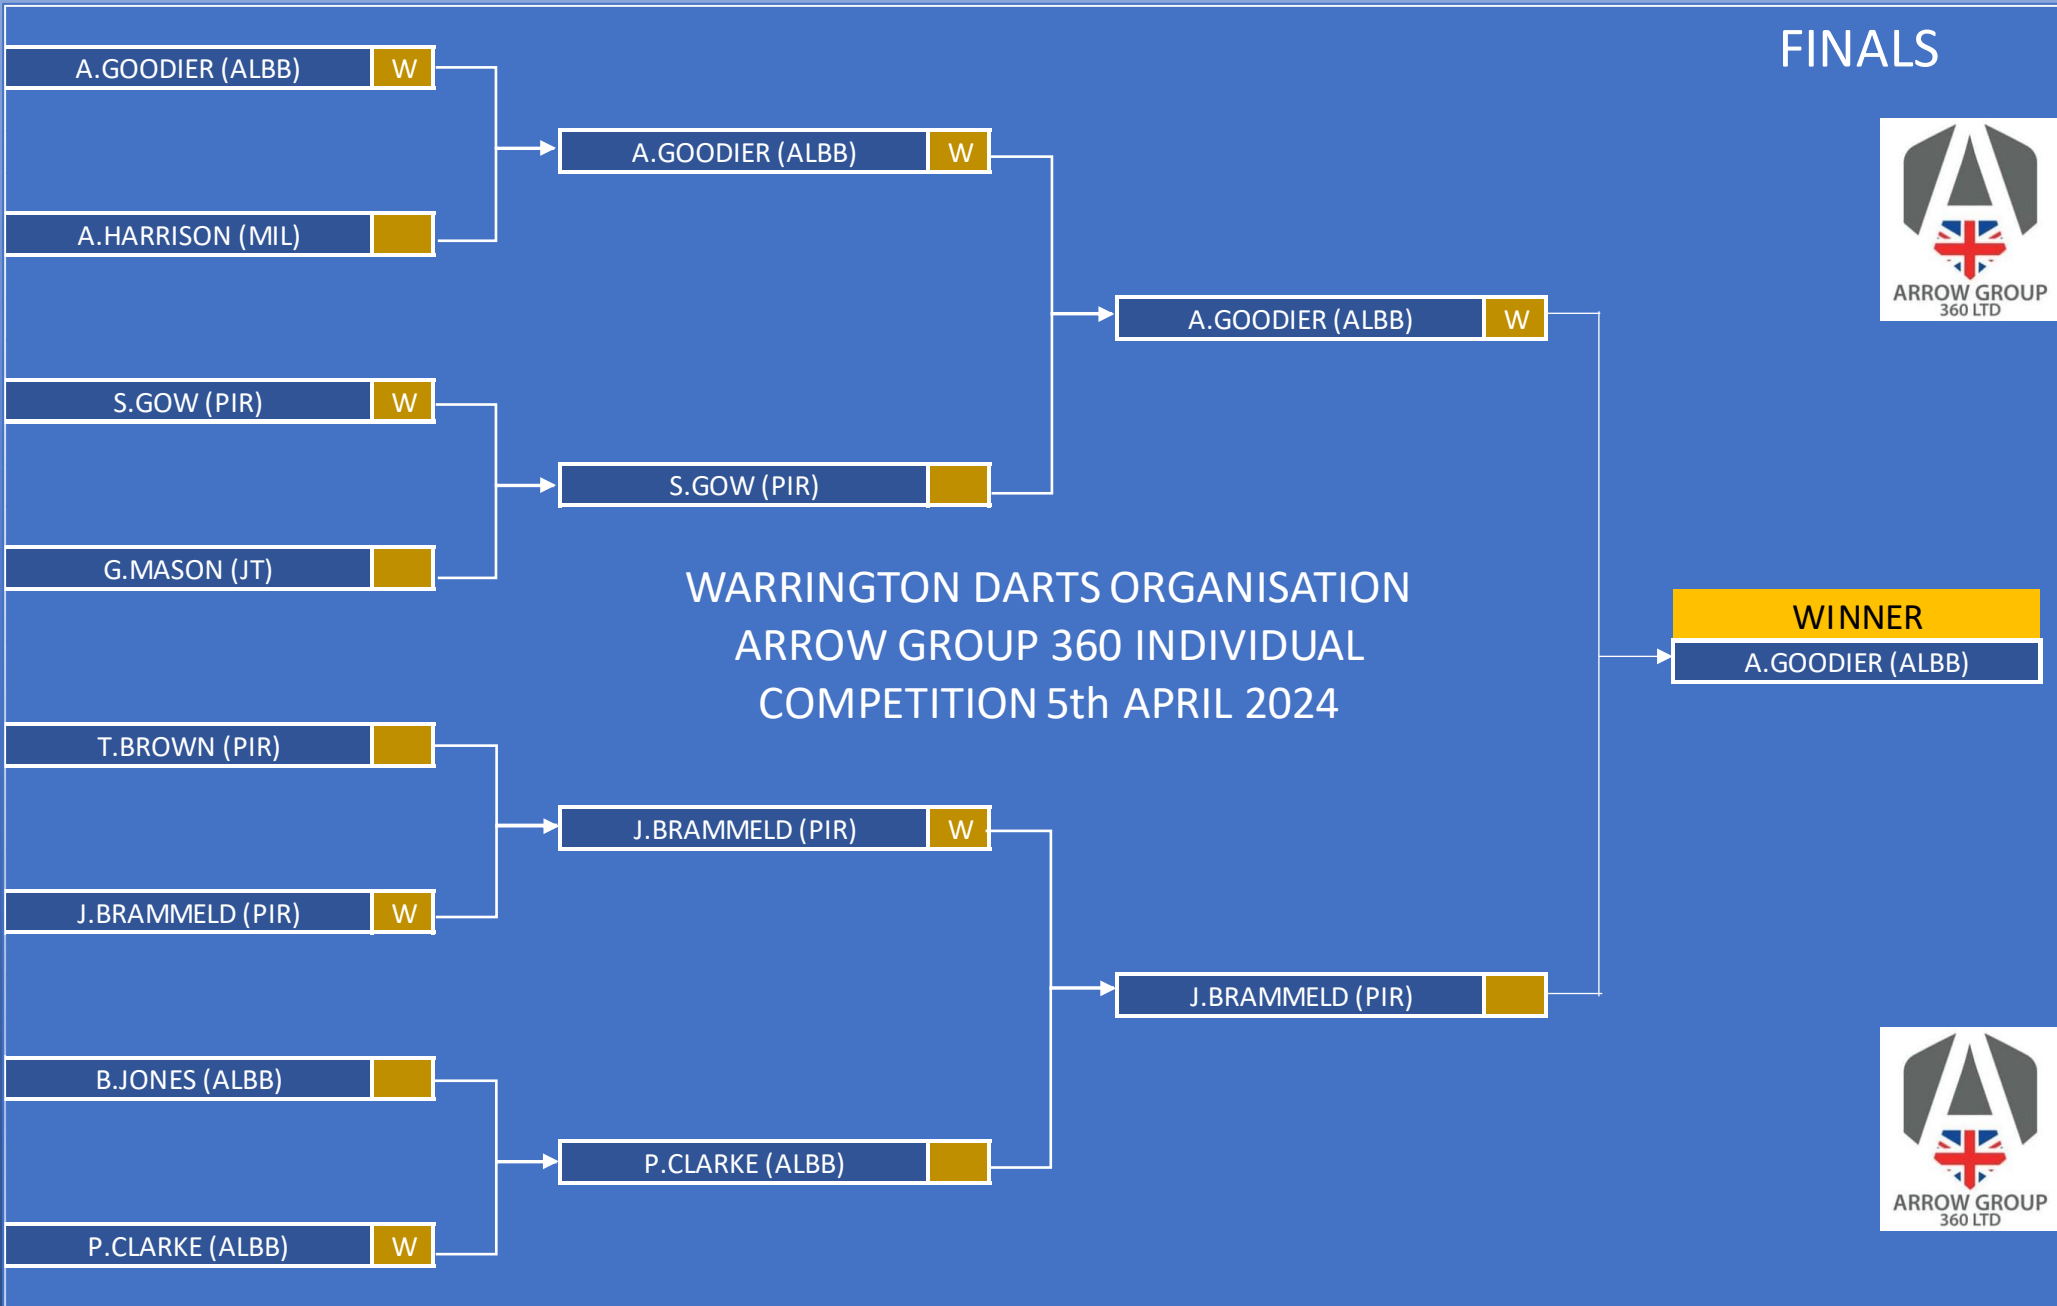 FINALS
A.GOODIER (ALBB) W
A.HARRISON (MIL)
S.GOW (PIR) W
G.MASON (JT)
T.BROWN (PIR)
J.BRAMMELD (PIR) W
B.JONES (ALBB)
P.CLARKE (ALBB) W
A.GOODIER (ALBB) W
S.GOW (PIR)
J.BRAMMELD (PIR) W
P.CLARKE (ALBB)
WARRINGTON DARTS ORGANISATION
ARROW GROUP 360 INDIVIDUAL
COMPETITION 5th APRIL 2024
A.GOODIER (ALBB) W
J.BRAMMELD (PIR)
WINNER
A.GOODIER (ALBB)
ARROW GROUP
360 LTD
ARROW GROUP
360 LTD